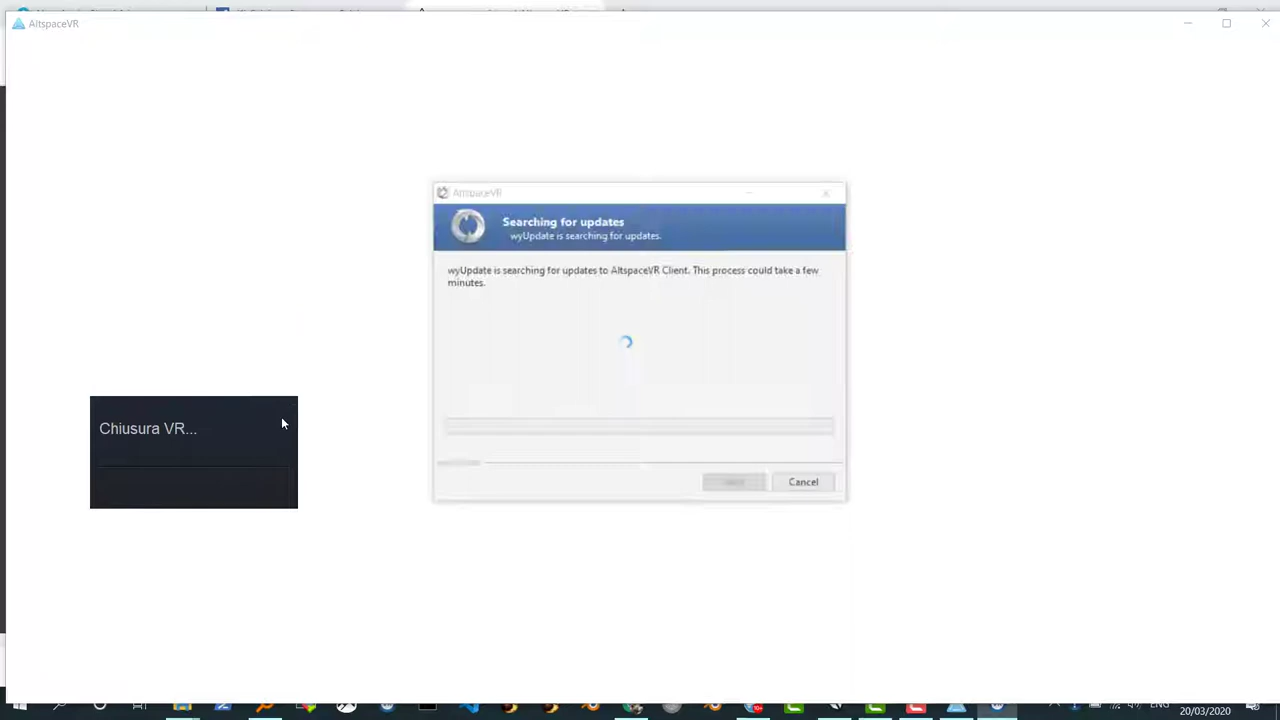 AltspaceVR
AltspaceVR
Searching for updates
wyUpdate is searching for updates.
wyUpdate is searching for updates to AltspaceVR Client. This process could take a few
minutes.
Chiusura VR...
Cancel
ENG
20/03/2020